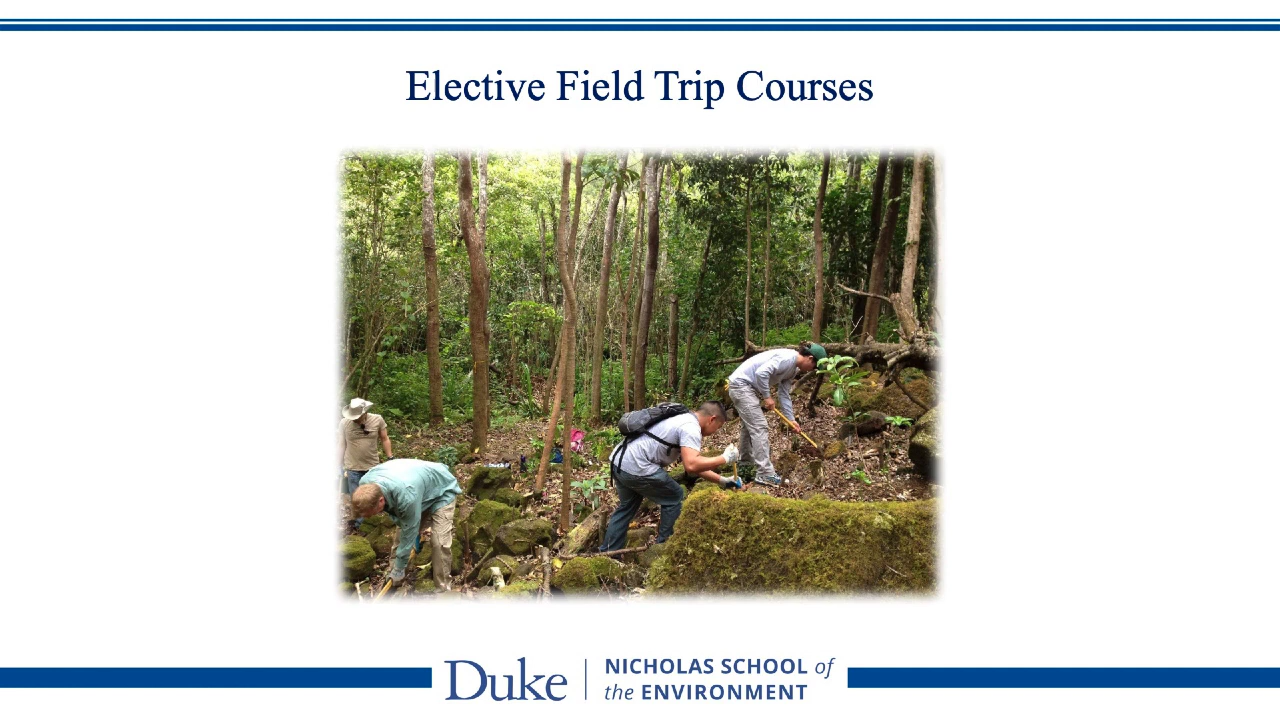 Elective Field Trip Courses
Duke
NICHOLAS SCHOOL of
the ENVIRONMENT